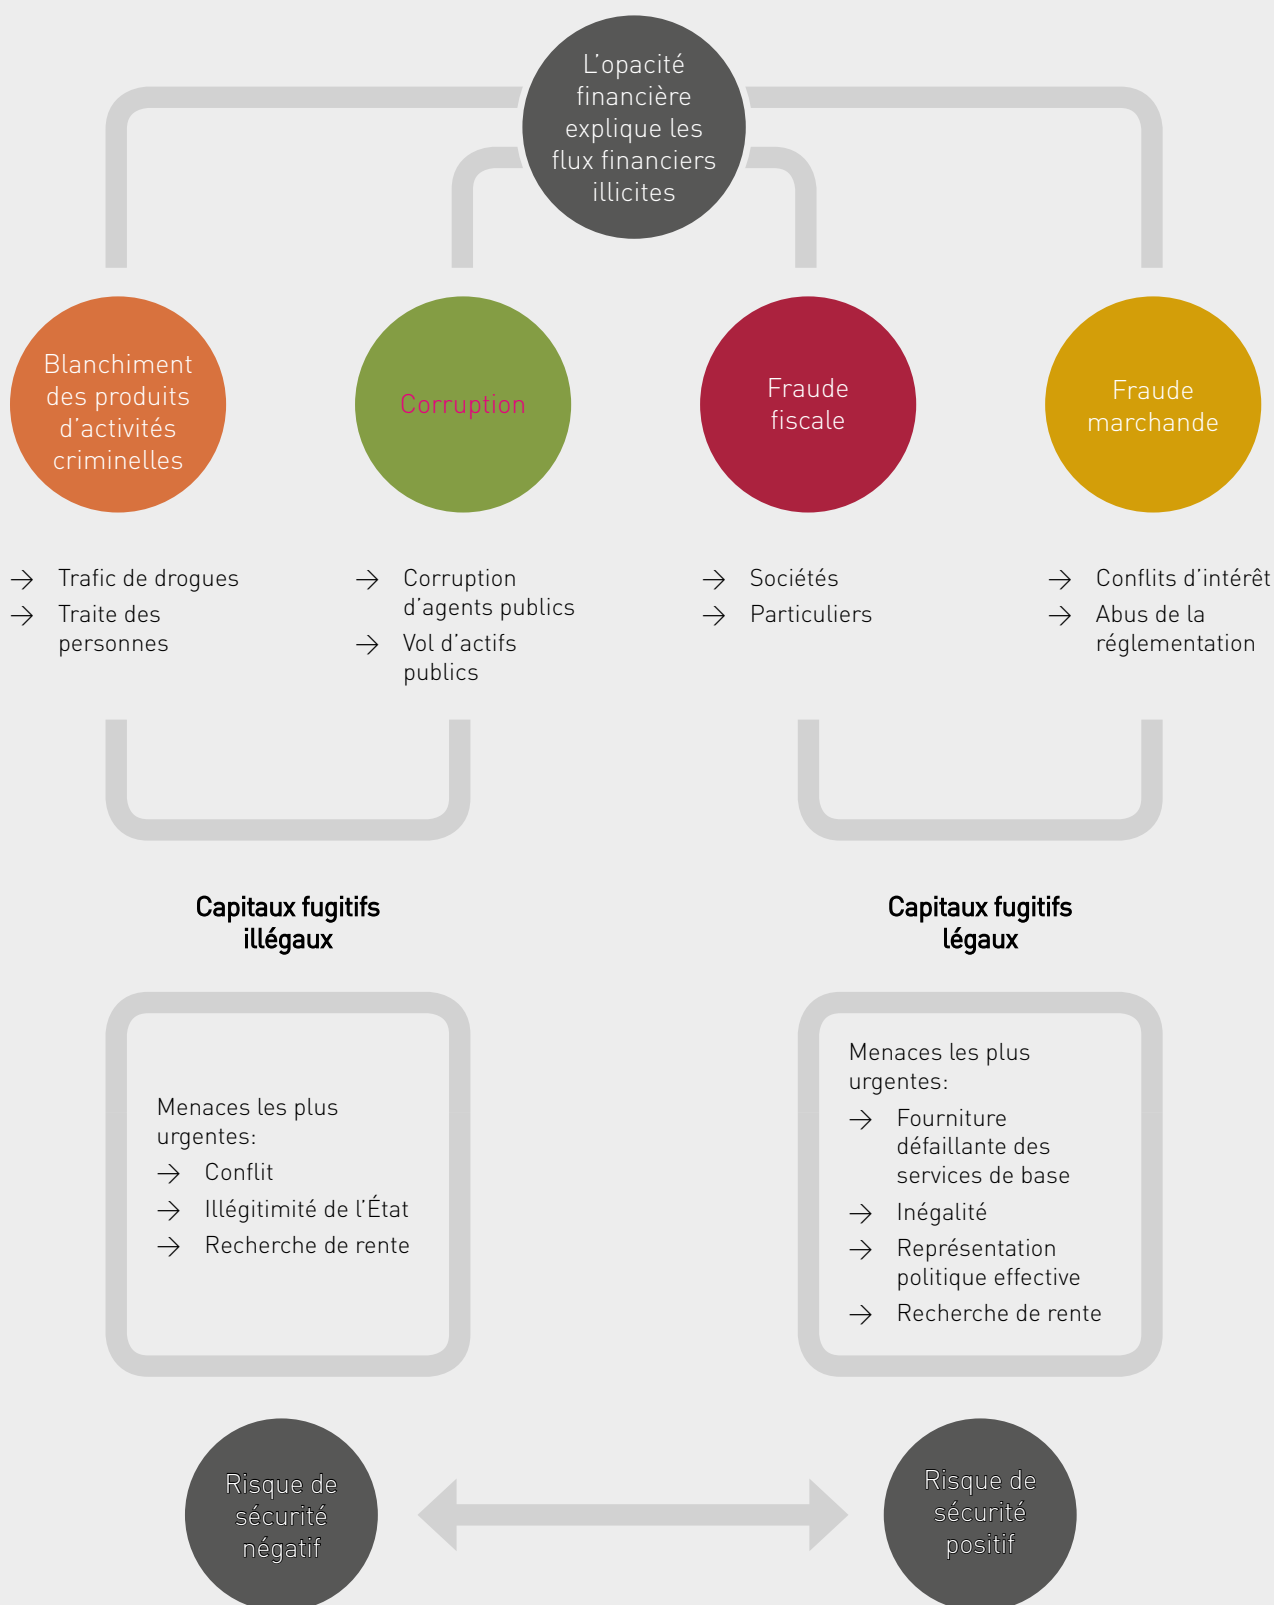 L’opacité
financière
explique les
flux financiers
illicites
Blanchiment
des produits
d’activités
criminelles
Corruption
Fraude
fiscale
Fraude
marchande
→ Trafic de drogues
→ Traite des
personnes
→ Corruption
d’agents publics
→ Vol d’actifs
publics
→ Sociétés
→ Particuliers
→ Conflits d’intérêt
→ Abus de la
réglementation
Capitaux fugitifs
illégaux
Capitaux fugitifs
légaux
Menaces les plus
urgentes:
→ Conflit
→ Illégitimité de l’État
→ Recherche de rente
Menaces les plus
urgentes:
→ Fourniture
défaillante des
services de base
→ Inégalité
→ Représentation
politique effective
→ Recherche de rente
Risque de
sécurité
négatif
Risque de
sécurité
positif